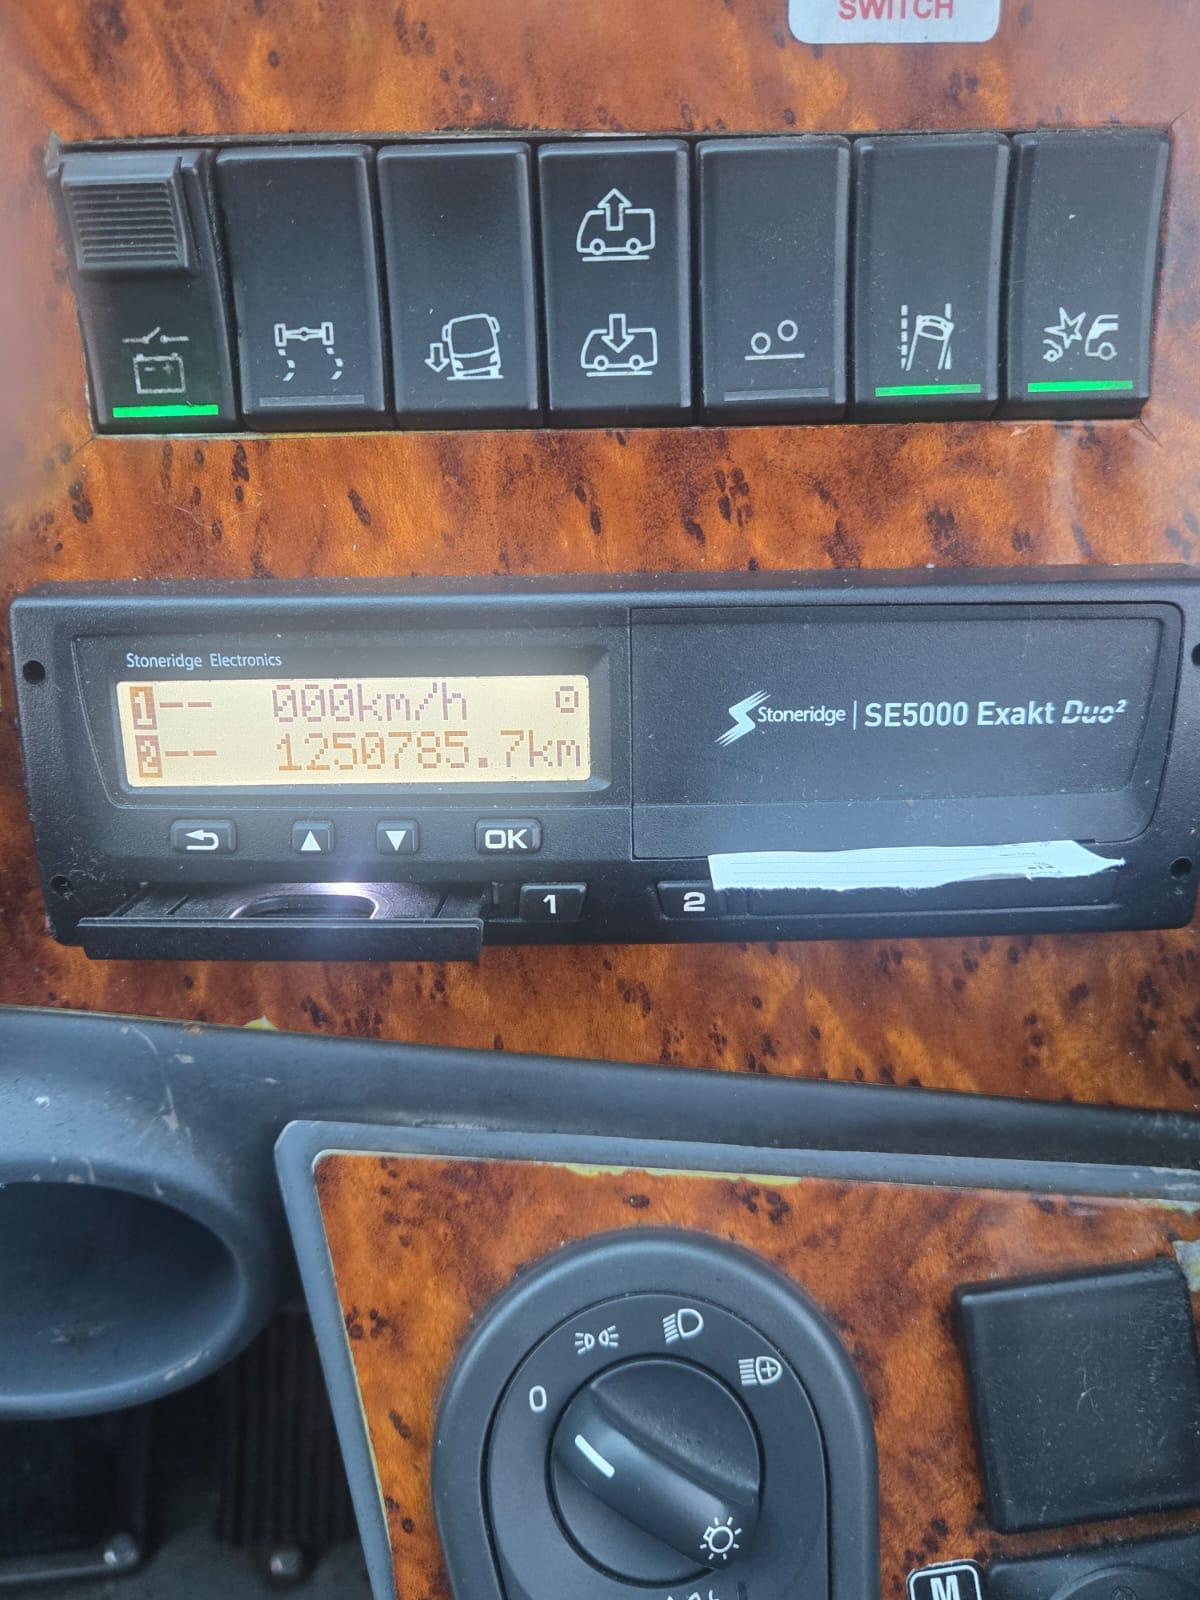 SWITCH
Stoneridge Electronics
1-- 000km/h
2-- 1250785.7km
Stoneridge | SE5000 Exakt Duo²
OK
1
2
0
M